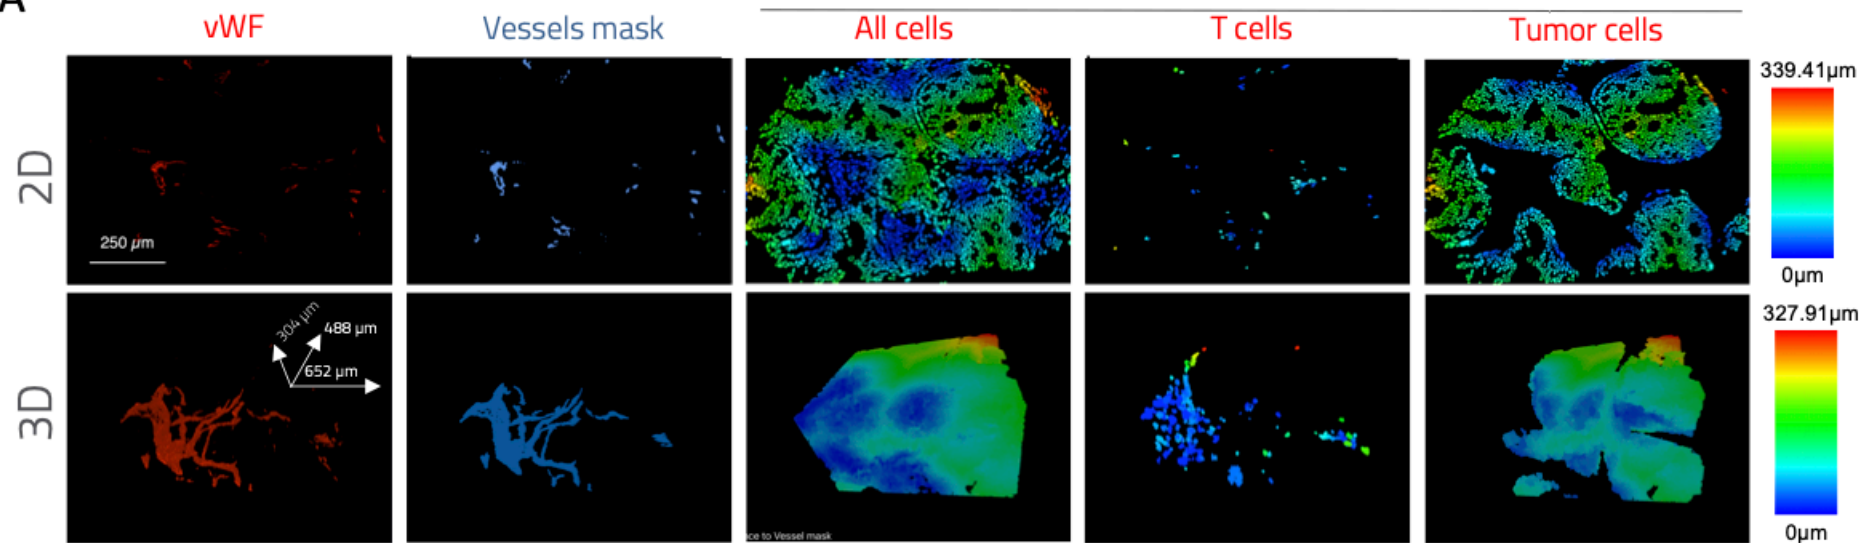 A
vWF
Vessels mask
All cells
T cells
Tumor cells
2D
250 µm
339.41µm
0µm
3D
304 µm
488 µm
652 µm
ce to Vessel mask
327.91µm
0µm